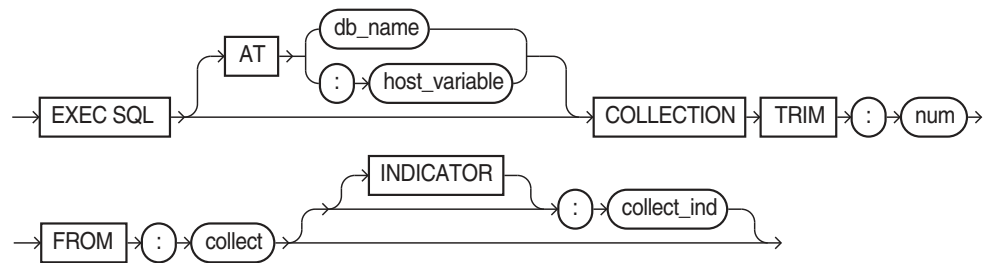 db_name
AT
: host_variable
EXEC SQL COLLECTION TRIM : num
INDICATOR
: collect_ind
FROM : collect